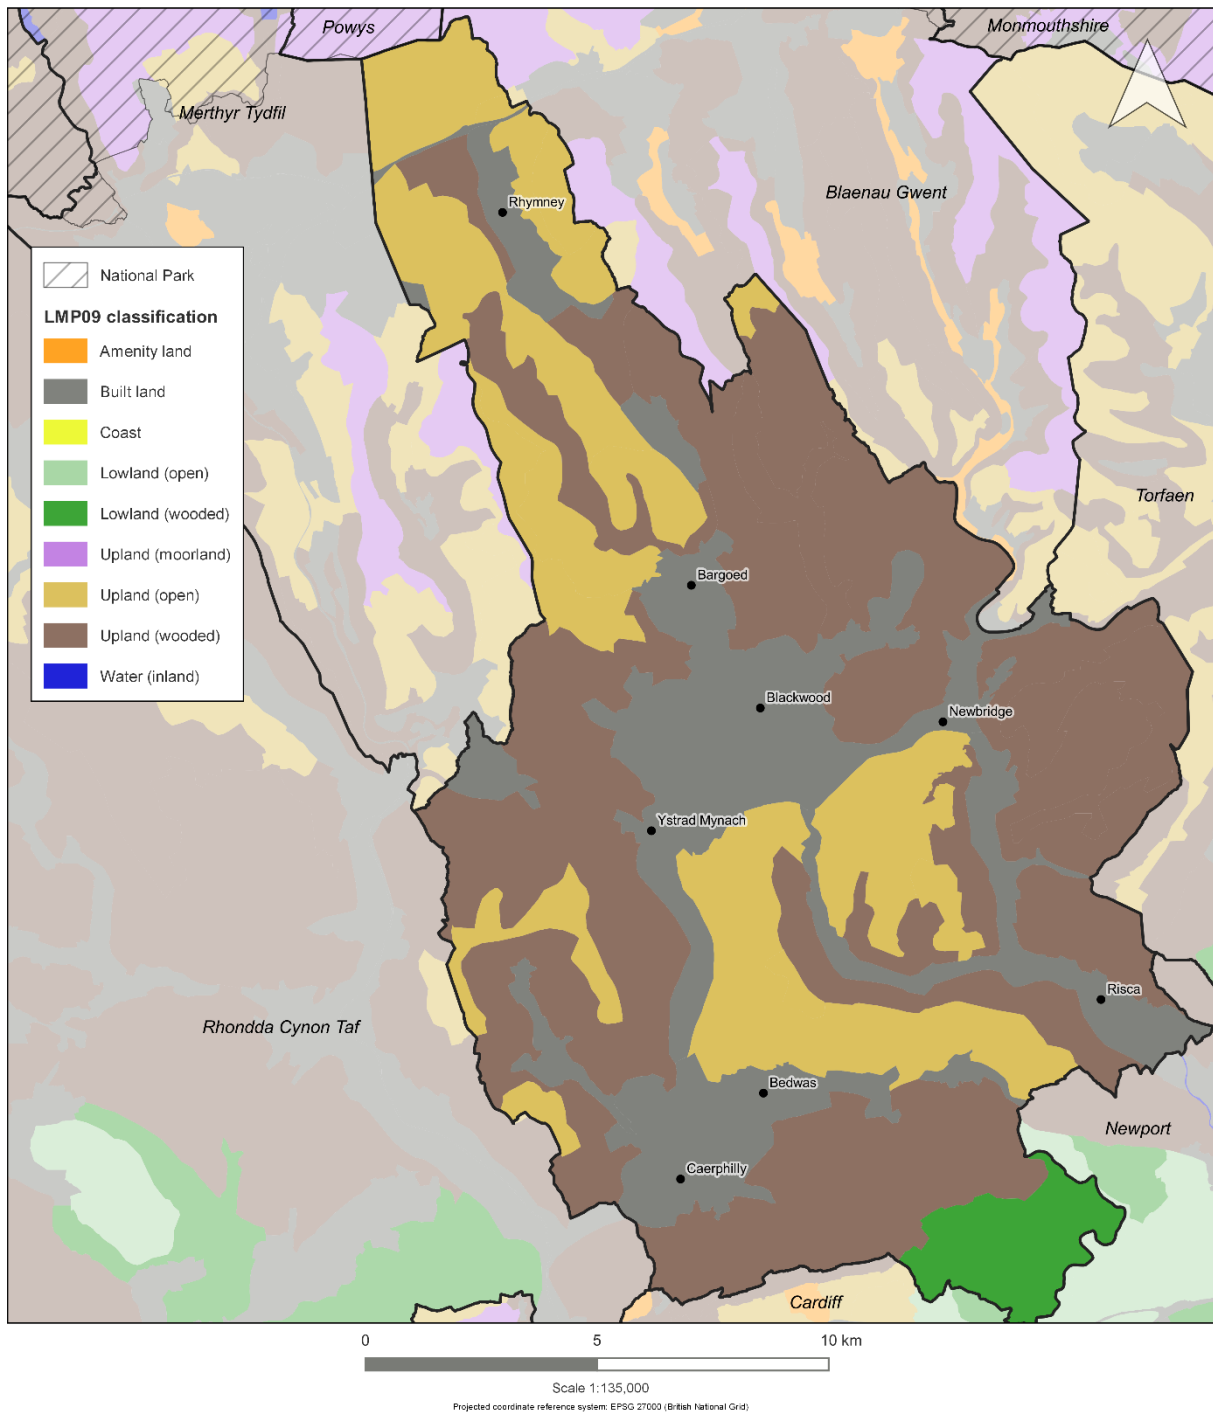 Powys
Monmouthshire
Merthyr Tydfil
Blaenau Gwent
Rhymney
National Park
LMP09 classification
Amenity land
Built land
Coast
Lowland (open)
Lowland (wooded)
Upland (moorland)
Upland (open)
Upland (wooded)
Water (inland)
Torfaen
Bargoed
Blackwood
Newbridge
Ystrad Mynach
Risca
Rhondda Cynon Taf
Bedwas
Newport
Caerphilly
Cardiff
0 5 10 km
Scale 1:135,000
Projected coordinate reference system: EPSG 27000 (British National Grid)